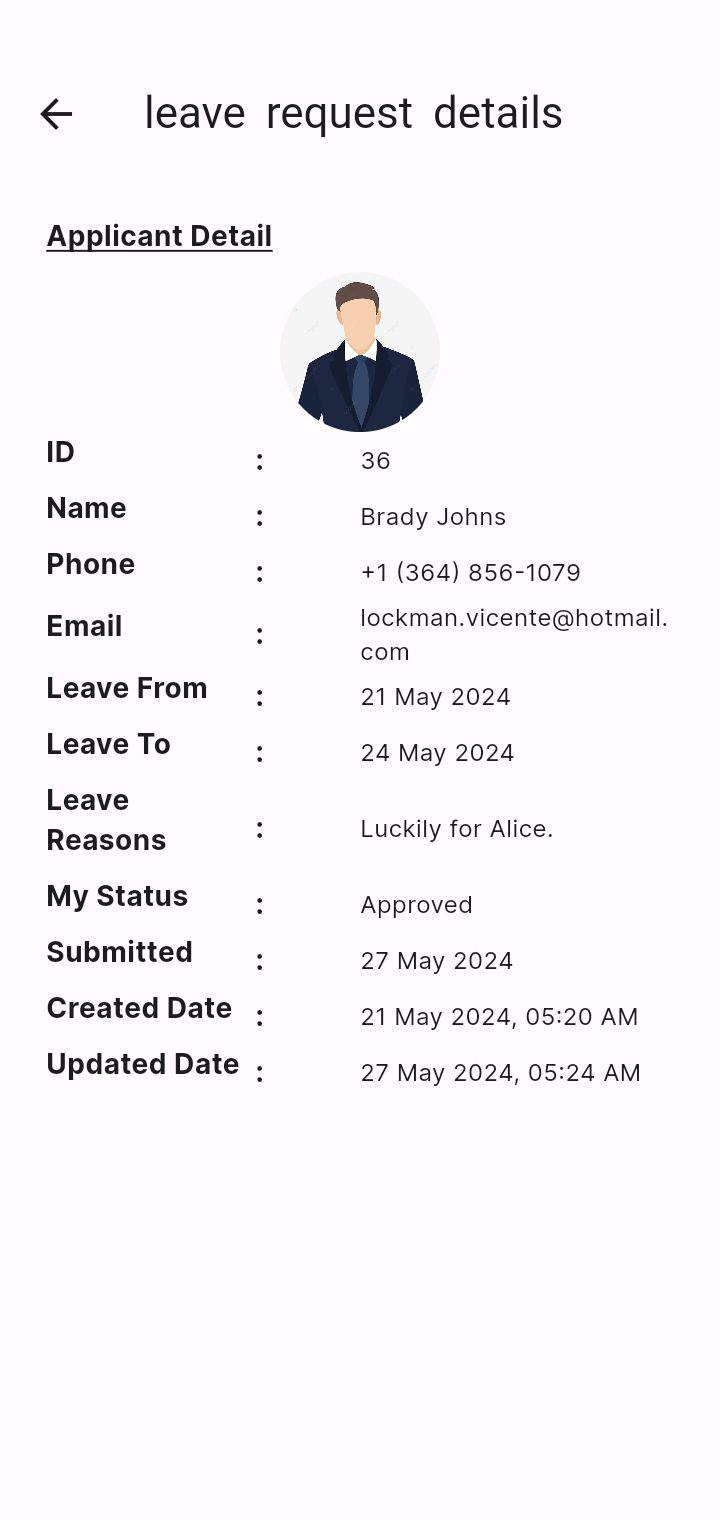 leave request details
Applicant Detail
ID : 36
Name : Brady Johns
Phone : +1 (364) 856-1079
Email : lockman.vicente@hotmail.
com
Leave From : 21 May 2024
Leave To : 24 May 2024
Leave
Reasons : Luckily for Alice.
My Status : Approved
Submitted : 27 May 2024
Created Date : 21 May 2024, 05:20 AM
Updated Date : 27 May 2024, 05:24 AM